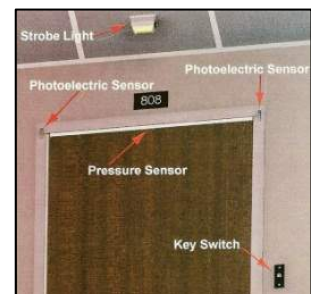 Strobe Light
Photoelectric Sensor
Photoelectric Sensor
808
Pressure Sensor
Key Switch